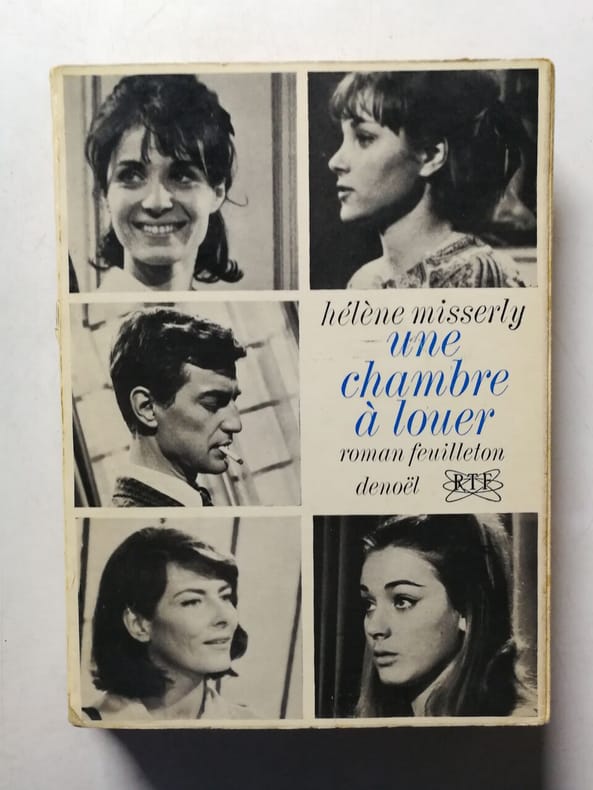 hélène misserly
une
chambre
à louer
roman feuilleton
denoël RTF